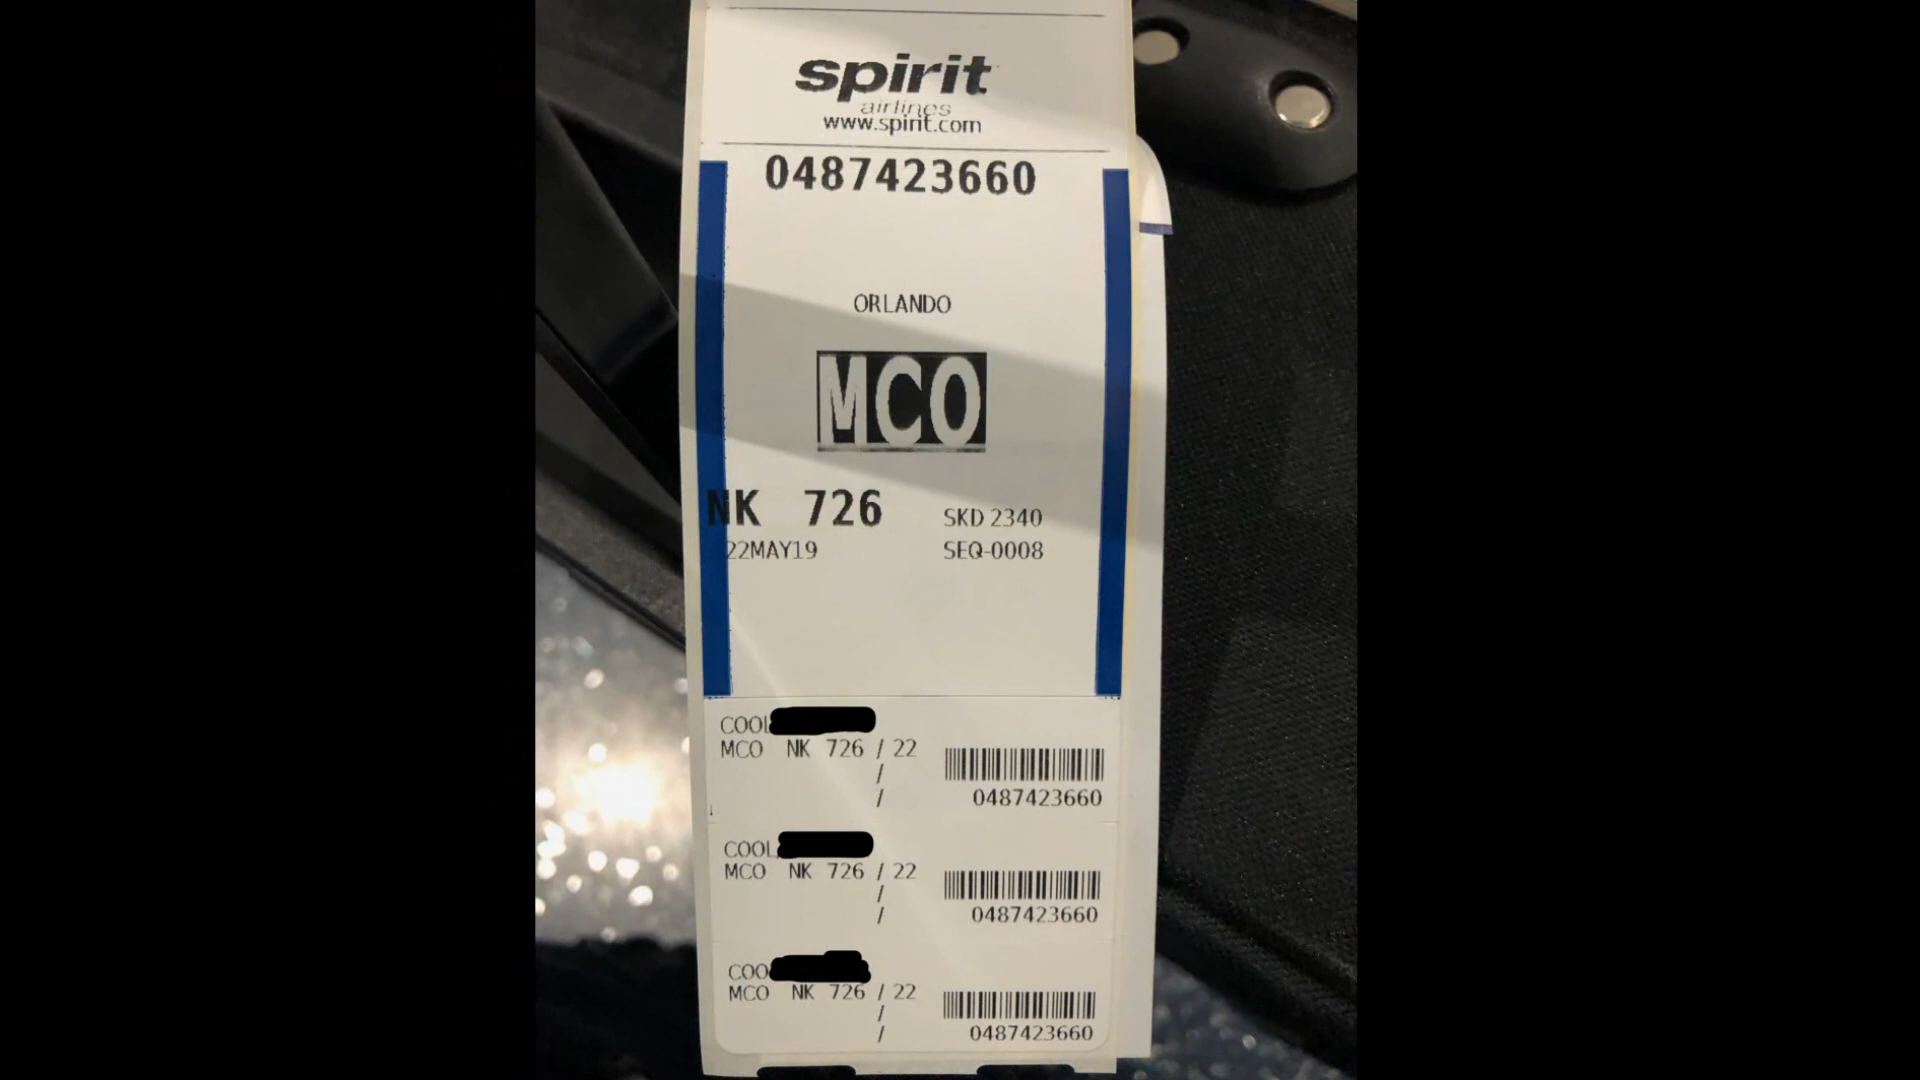 spirit
airlines
www.spirit.com
0487423660
ORLANDO
MCO
NK 726 SKD 2340
22MAY19 SEQ-0008
COOL
MCO NK 726 / 22
/
/
0487423660
COOL
MCO NK 726 / 22
/
/
0487423660
COO
MCO NK 726 / 22
/
/
0487423660